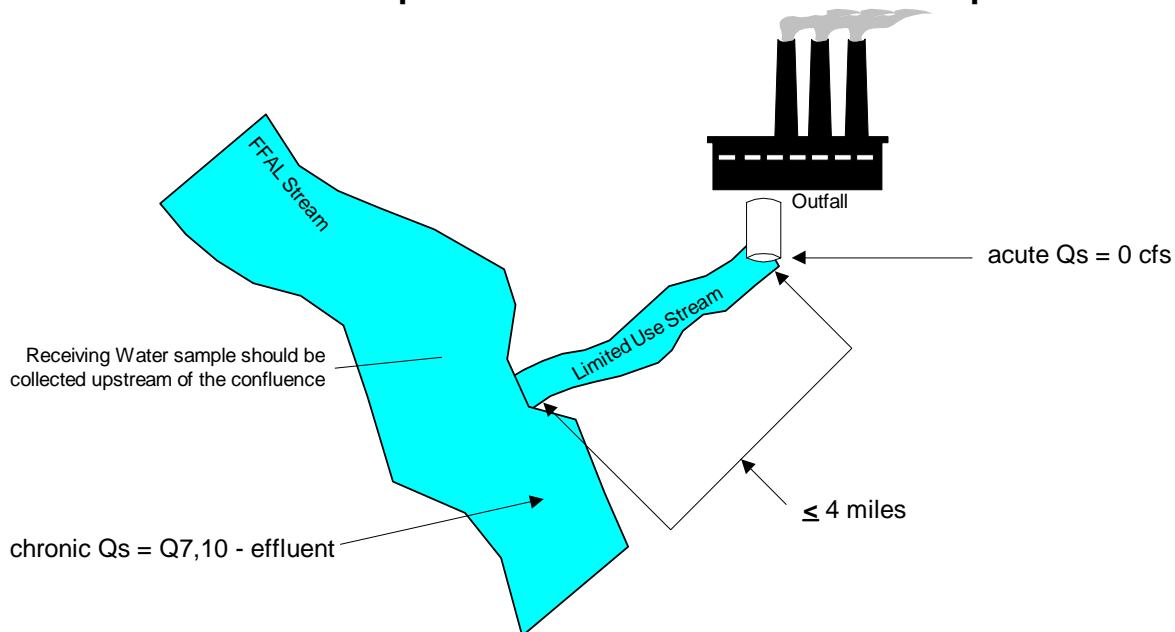 FFAL Stream
Outfall
acute Qs = 0 cfs
Limited Use Stream
Receiving Water sample should be
collected upstream of the confluence
≤ 4 miles
chronic Qs = Q7,10 - effluent